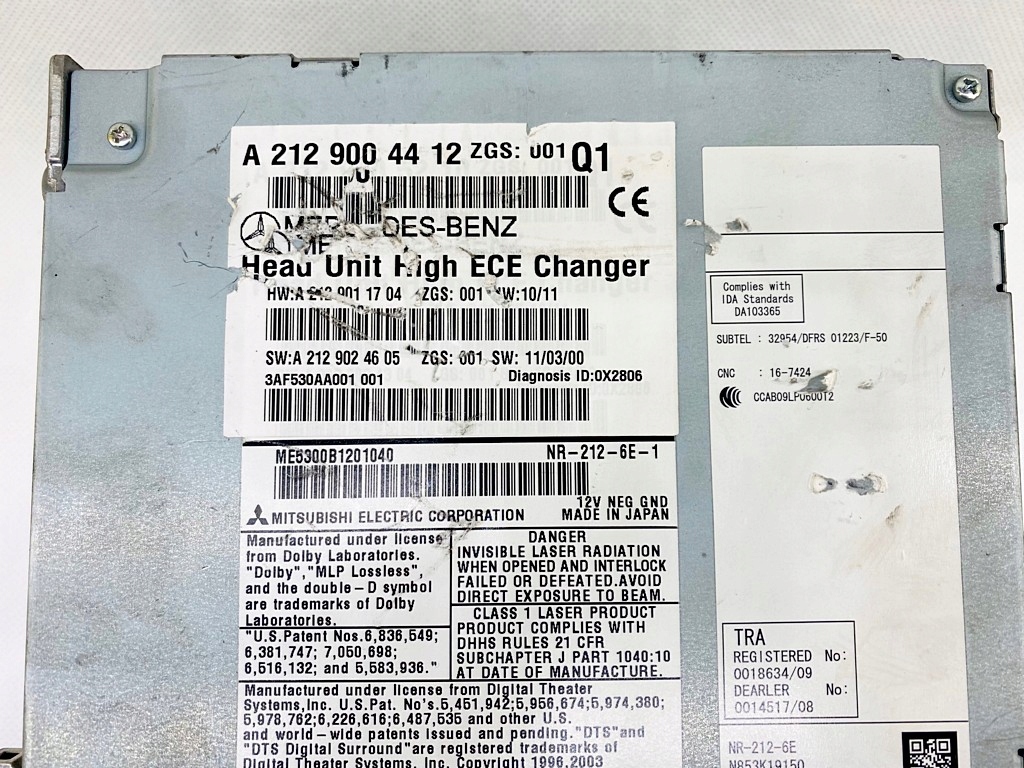 A 212 900 44 12 ZGS: 001 Q1
CE
DES-BENZ
Head Unit High ECE Changer
HW:A 212 901 17 04 ZGS: 001 W:10/11
SW:A 212 902 46 05 ZGS: 001 SW: 11/03/00
3AF530AA001 001 Diagnosis ID:0X2806
ME5300B1201040 NR-212-6E-1
12V NEG GND
MITSUBISHI ELECTRIC CORPORATION MADE IN JAPAN
Manufactured under license
from Dolby Laboratories.
"Dolby","MLP Lossless",
and the double-D symbol
are trademarks of Dolby
Laboratories.
"U.S.Patent Nos.6,836,549;
6,381,747; 7,050,698;
6,516,132; and 5,583,936."
DANGER
INVISIBLE LASER RADIATION
WHEN OPENED AND INTERLOCK
FAILED OR DEFEATED.AVOID
DIRECT EXPOSURE TO BEAM.
CLASS 1 LASER PRODUCT
PRODUCT COMPLIES WITH
DHHS RULES 21 CFR
SUBCHAPTER J PART 1040:10
AT DATE OF MANUFACTURE.
Manufactured under license from Digital Theater
Systems,Inc. U.S.Pat. No's.5,451,942;5,956,674;5,974,380;
5,978,762;6,226,616;6,487,535 and other U.S.
and world-wide patents issued and pending."DTS"and
"DTS Digital Surround"are registered trademarks of
Digital Theater Systems, Inc. Copyright 1996,2003
Complies with
IDA Standards
DA103365
SUBTEL : 32954/DFRS 01223/F-50
CNC : 16-7424
CCAB09LP0600T2
TRA
REGISTERED No:
0018634/09
DEARLER No:
0014517/08
NR-212-6E
N853K19150